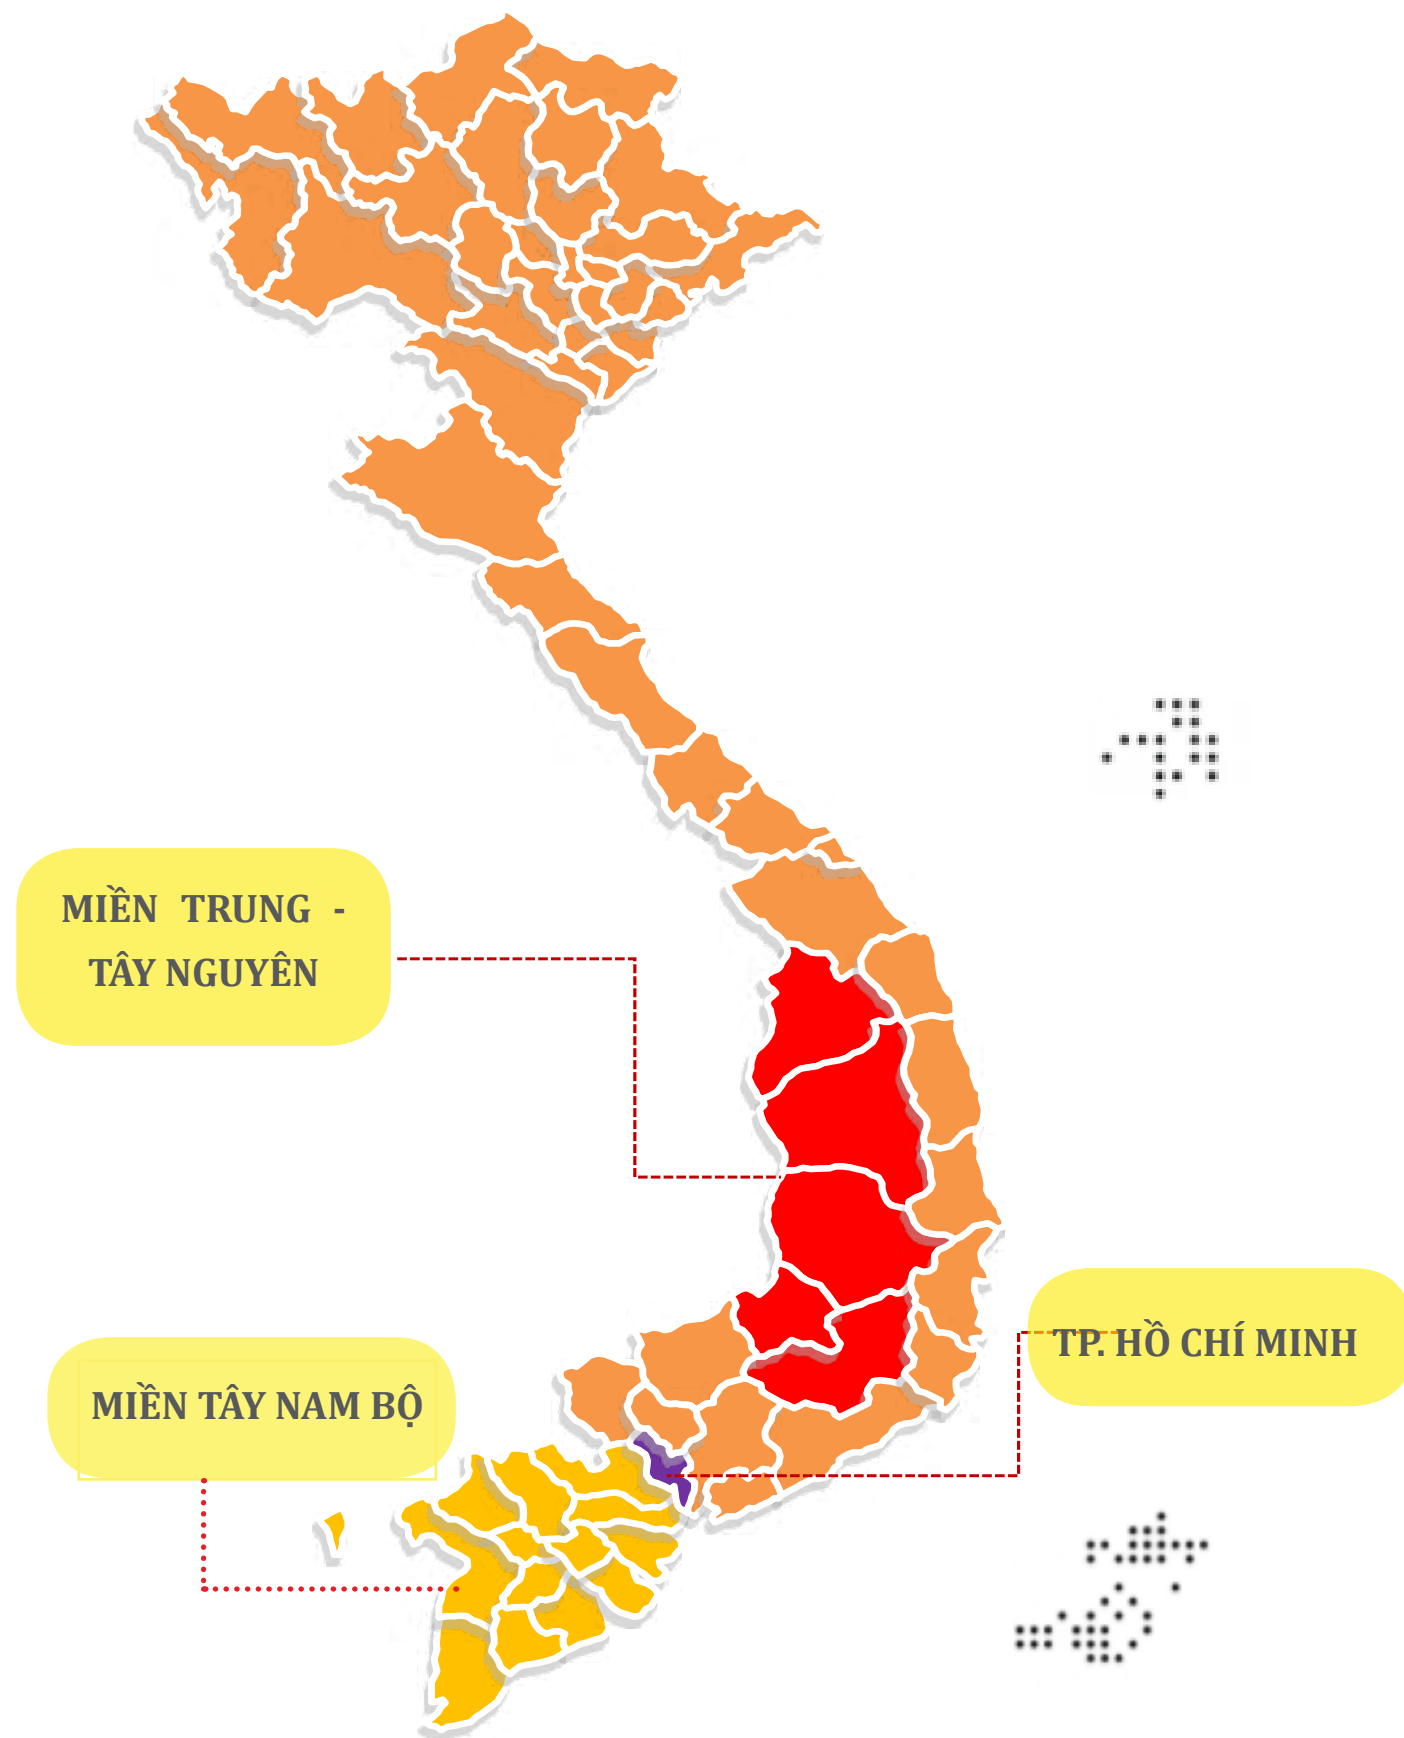 MIỀN TRUNG -
TÂY NGUYÊN
TP. HỒ CHÍ MINH
MIỀN TÂY NAM BỘ